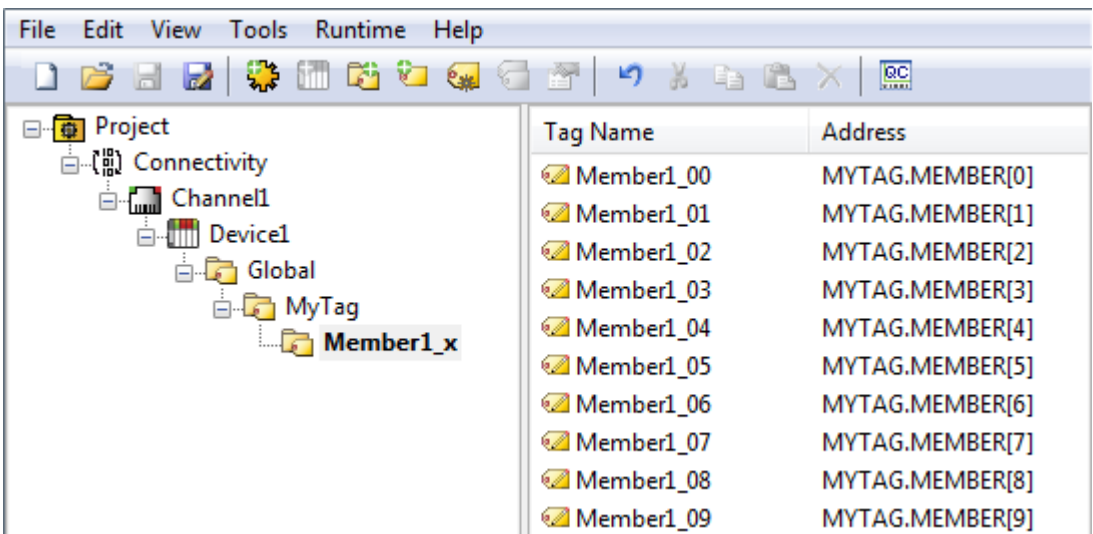 File Edit View Tools Runtime Help
QC
Project
Connectivity
Channel1
Device1
Global
MyTag
Member1_x
Tag Name Address
Member1_00 MYTAG.MEMBER[0]
Member1_01 MYTAG.MEMBER[1]
Member1_02 MYTAG.MEMBER[2]
Member1_03 MYTAG.MEMBER[3]
Member1_04 MYTAG.MEMBER[4]
Member1_05 MYTAG.MEMBER[5]
Member1_06 MYTAG.MEMBER[6]
Member1_07 MYTAG.MEMBER[7]
Member1_08 MYTAG.MEMBER[8]
Member1_09 MYTAG.MEMBER[9]